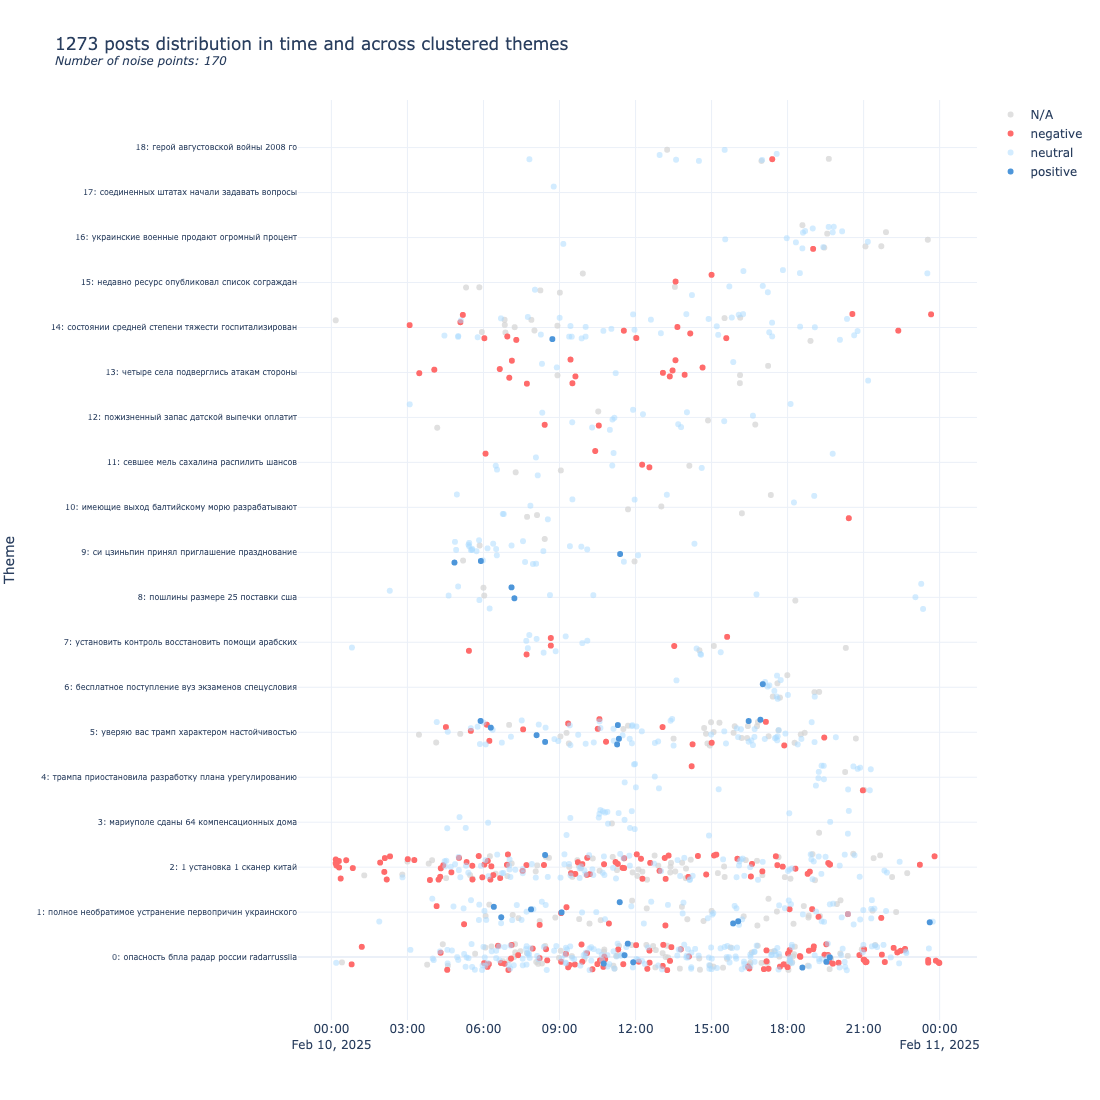 1273 posts distribution in time and across clustered themes
Number of noise points: 170
N/A
negative
neutral
positive
Theme
18: герой августовской войны 2008 го
17: соединенных штатах начали задавать вопросы
16: украинские военные продают огромный процент
15: недавно ресурс опубликовал список сограждан
14: состоянии средней степени тяжести госпитализирован
13: четыре села подверглись атакам стороны
12: пожизненный запас датской выпечки оплатит
11: севшее мель сахалина распилить шансов
10: имеющие выход балтийскому морю разрабатывают
9: си цзиньпин принял приглашение празднование
8: пошлины размере 25 поставки сша
7: установить контроль восстановить помощи арабских
6: бесплатное поступление вуз экзаменов спецусловия
5: уверяю вас трамп характером настойчивостью
4: трампа приостановила разработку плана урегулированию
3: мариуполе сданы 64 компенсационных дома
2: 1 установка 1 сканер китай
1: полное необратимое устранение первопричин украинского
0: опасность бпла радар россии radarrussiia
00:00 03:00 06:00 09:00 12:00 15:00 18:00 21:00 00:00
Feb 10, 2025 Feb 11, 2025